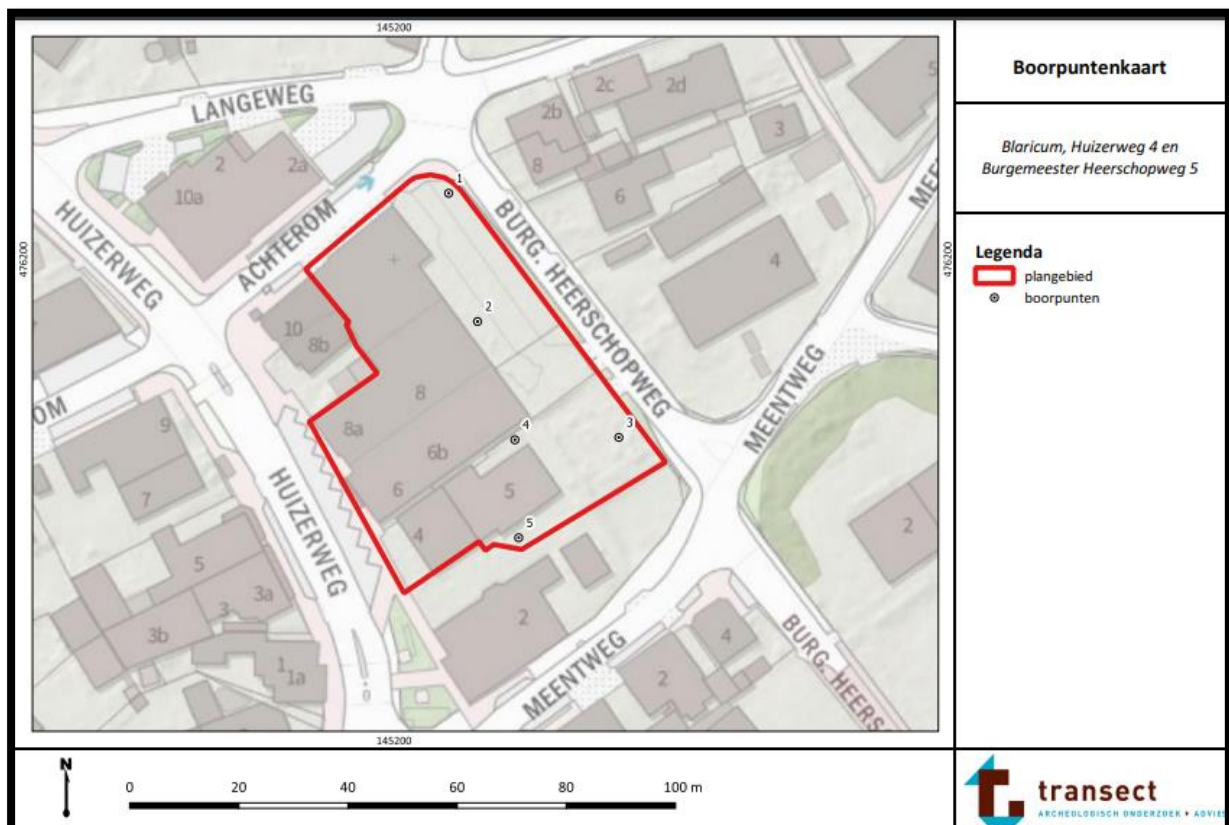 145200
Boorpuntenkaart
Blaricum, Huizerweg 4 en
Burgemeester Heerschopweg 5
Legenda
plangebied
boorpunten
476200
476200
LANGEWEG
2
2a
10a
HUIZERWEG
ACHTEROM
2c
2d
2b
8
3
6
5
4
BURG. HEERSCHOPWEG
MEENTWEG
1
2
3
4
5
10
8b
8
8a
6b
6
5
4
OM
9
7
5
3a
3
3b
1
1a
HUIZERWEG
0
2
MEENTWEG
4
2
2
BURG. HEERS
145200
N
0 20 40 60 80 100 m
transect
ARCHEOLOGISCH ONDERZOEK + ADVIE